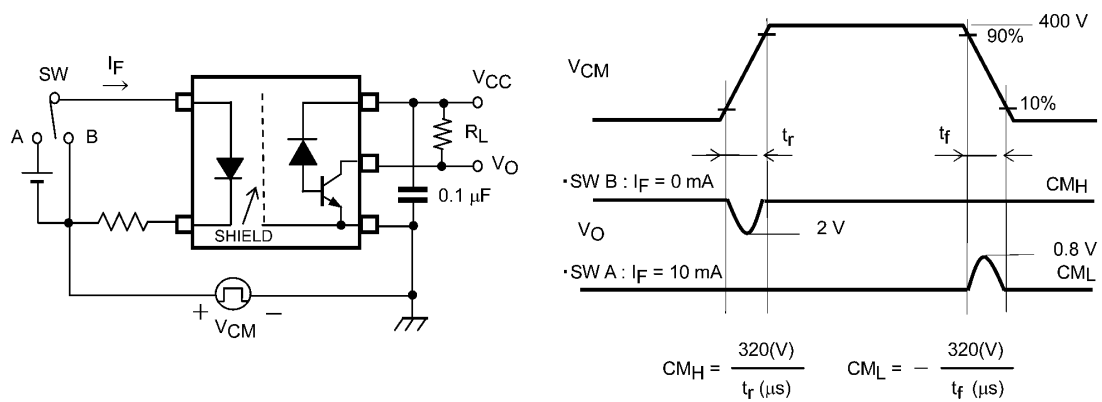 SW
I_F
A
B
V_CC
R_L
V_O
0.1 μF
SHIELD
+ V_CM −
V_CM
400 V
90%
10%
t_r
t_f
·SW B : I_F = 0 mA
CM_H
V_O
2 V
0.8 V
·SW A : I_F = 10 mA
CM_L
CM_H = 320(V) / t_r (μs)
CM_L = − 320(V) / t_f (μs)